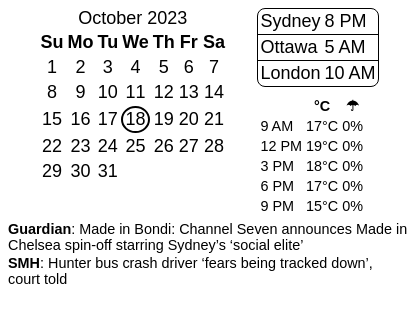 October 2023
Su Mo Tu We Th Fr Sa
1 2 3 4 5 6 7
8 9 10 11 12 13 14
15 16 17 18 19 20 21
22 23 24 25 26 27 28
29 30 31
Sydney 8 PM
Ottawa 5 AM
London 10 AM
°C ☂
9 AM 17°C 0%
12 PM 19°C 0%
3 PM 18°C 0%
6 PM 17°C 0%
9 PM 15°C 0%
Guardian: Made in Bondi: Channel Seven announces Made in
Chelsea spin-off starring Sydney’s ‘social elite’
SMH: Hunter bus crash driver ‘fears being tracked down’,
court told